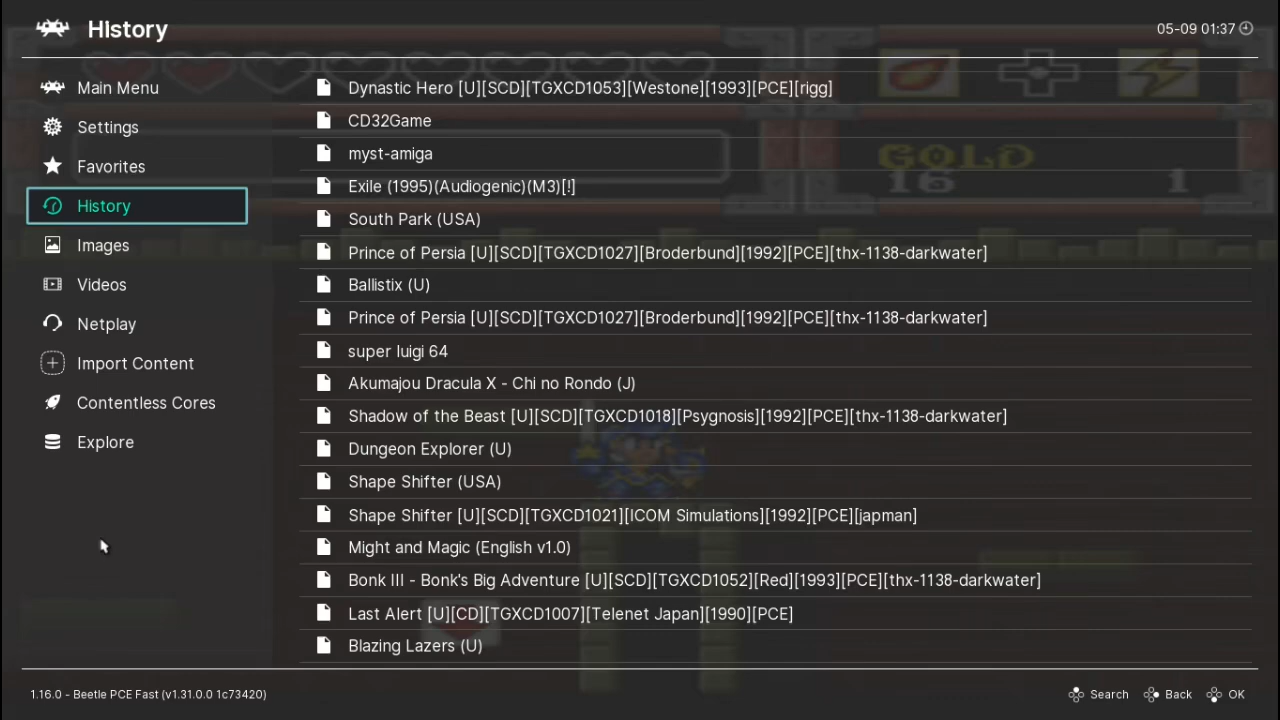 History
05-09 01:37
Main Menu
Settings
Favorites
History
Images
Videos
Netplay
Import Content
Contentless Cores
Explore
Dynastic Hero [U][SCD][TGXCD1053][Westone][1993][PCE][rigg]
CD32Game
myst-amiga
Exile (1995)(Audiogenic)(M3)[!]
South Park (USA)
Prince of Persia [U][SCD][TGXCD1027][Broderbund][1992][PCE][thx-1138-darkwater]
Ballistix (U)
Prince of Persia [U][SCD][TGXCD1027][Broderbund][1992][PCE][thx-1138-darkwater]
super luigi 64
Akumajou Dracula X - Chi no Rondo (J)
Shadow of the Beast [U][SCD][TGXCD1018][Psygnosis][1992][PCE][thx-1138-darkwater]
Dungeon Explorer (U)
Shape Shifter (USA)
Shape Shifter [U][SCD][TGXCD1021][ICOM Simulations][1992][PCE][japman]
Might and Magic (English v1.0)
Bonk III - Bonk's Big Adventure [U][SCD][TGXCD1052][Red][1993][PCE][thx-1138-darkwater]
Last Alert [U][CD][TGXCD1007][Telenet Japan][1990][PCE]
Blazing Lazers (U)
GOLD
16 1
1.16.0 - Beetle PCE Fast (v1.31.0.0 1c73420)
Search Back OK